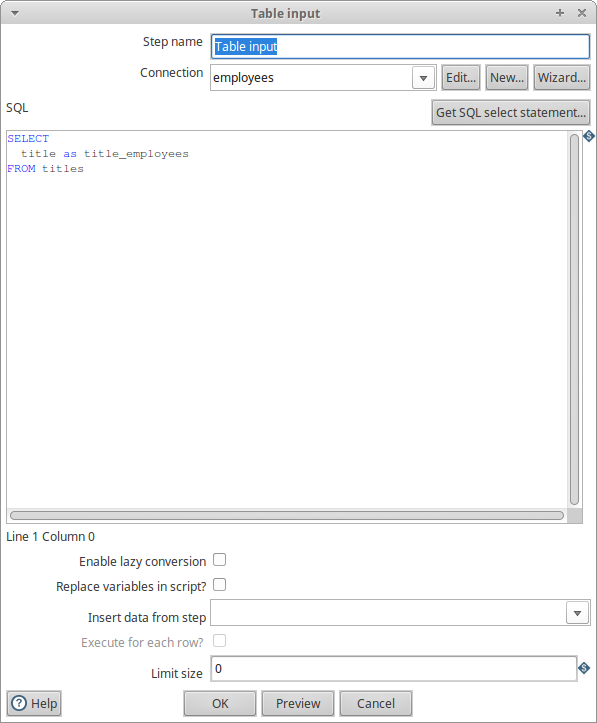 Table input
Step name Table input
Connection employees Edit... New... Wizard...
SQL Get SQL select statement...
SELECT
  title as title_employees
FROM titles
Line 1 Column 0
Enable lazy conversion
Replace variables in script?
Insert data from step
Execute for each row?
Limit size 0
Help OK Preview Cancel